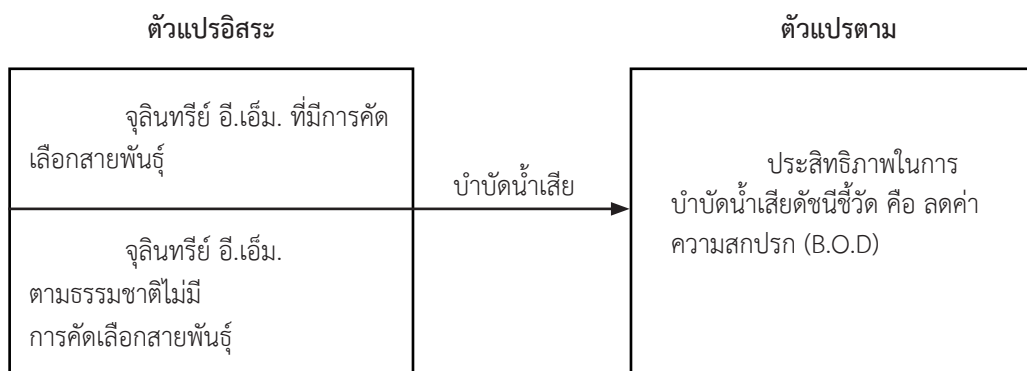 ตัวแปรอิสระ
ตัวแปรตาม
จุลินทรีย์ อี.เอ็ม. ที่มีการคัด
เลือกสายพันธุ์
จุลินทรีย์ อี.เอ็ม.
ตามธรรมชาติไม่มี
การคัดเลือกสายพันธุ์
บำบัดน้ำเสีย
ประสิทธิภาพในการ
บำบัดน้ำเสียดัชนีชี้วัด คือ ลดค่า
ความสกปรก (B.O.D)